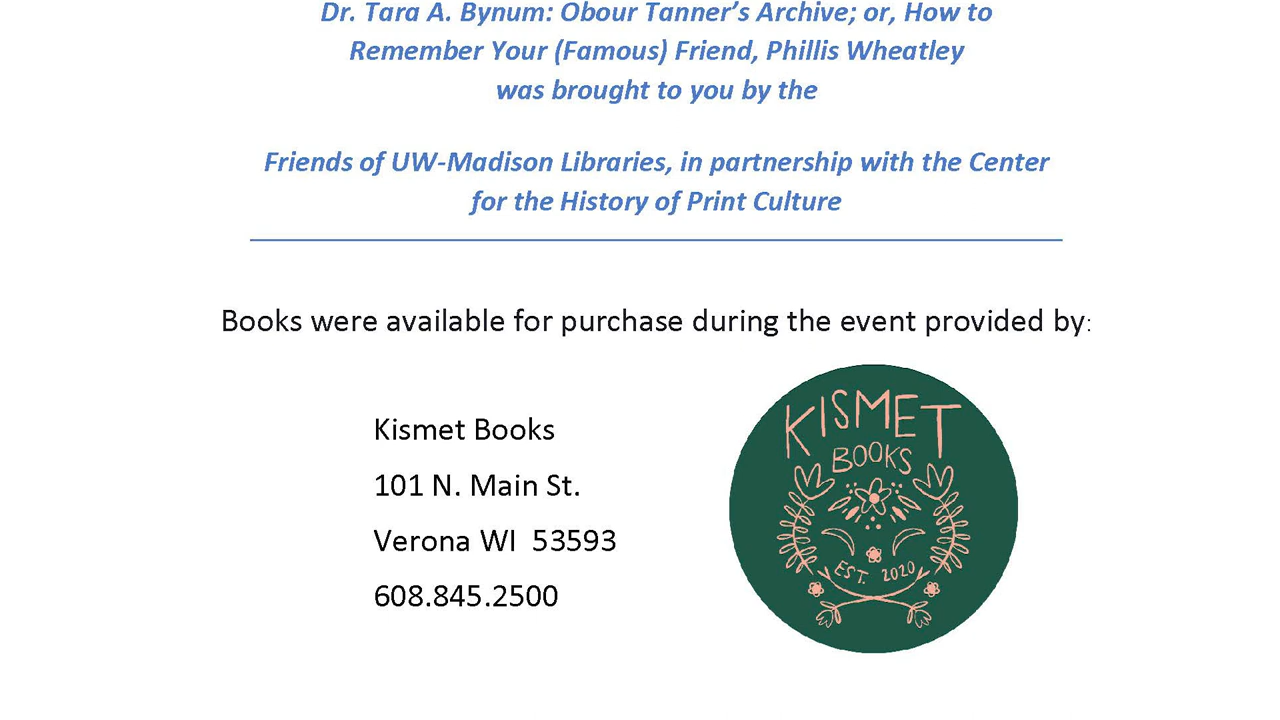 Dr. Tara A. Bynum: Obour Tanner's Archive; or, How to
Remember Your (Famous) Friend, Phillis Wheatley
was brought to you by the
Friends of UW-Madison Libraries, in partnership with the Center
for the History of Print Culture
Books were available for purchase during the event provided by:
Kismet Books
101 N. Main St.
Verona WI  53593
608.845.2500
KISMET
BOOKS
EST. 2020